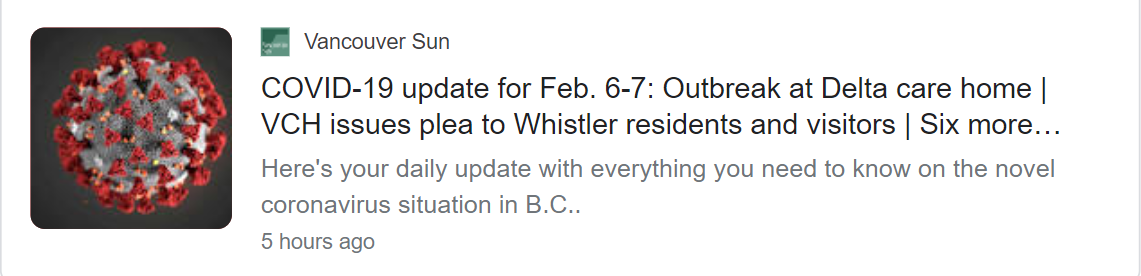 Vancouver Sun
COVID-19 update for Feb. 6-7: Outbreak at Delta care home |
VCH issues plea to Whistler residents and visitors | Six more…
Here's your daily update with everything you need to know on the novel
coronavirus situation in B.C..
5 hours ago